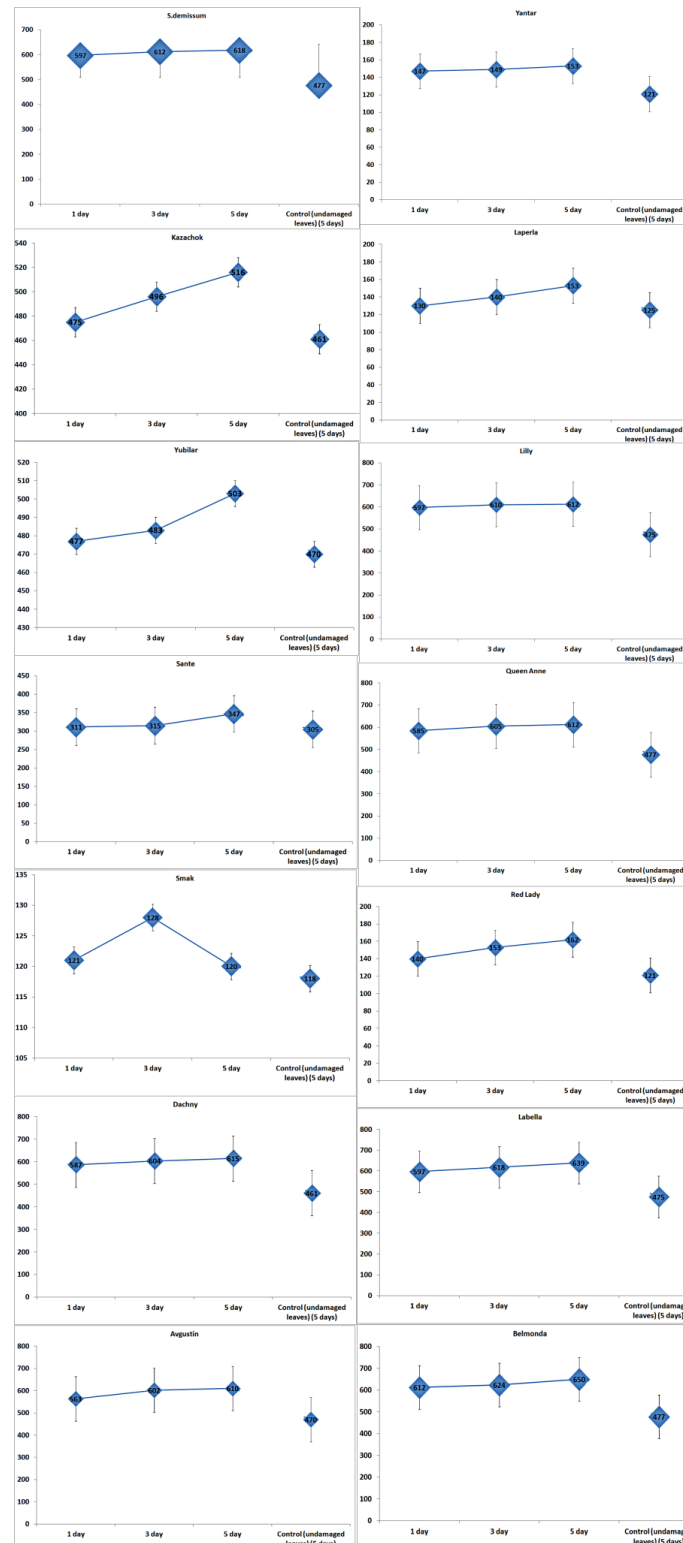 S.demissum
700
600
500
400
300
200
100
0
597
612
618
477
1 day
3 day
5 day
Control (undamaged
leaves) (5 days)
Yantar
200
180
160
140
120
100
80
60
40
20
0
147
149
153
121
1 day
3 day
5 day
Control (undamaged
leaves) (5 days)
Kazachok
540
520
500
480
460
440
420
400
475
496
516
461
1 day
3 day
5 day
Control (undamaged
leaves) (5 days)
Laperla
200
180
160
140
120
100
80
60
40
20
0
130
140
153
125
1 day
3 day
5 day
Control (undamaged
leaves) (5 days)
Yubilar
520
510
500
490
480
470
460
450
440
430
477
483
503
470
1 day
3 day
5 day
Control (undamaged
leaves) (5 days)
Lilly
800
700
600
500
400
300
200
100
0
597
610
612
475
1 day
3 day
5 day
Control (undamaged
leaves) (5 days)
Sante
450
400
350
300
250
200
150
100
50
0
311
315
347
305
1 day
3 day
5 day
Control (undamaged
leaves) (5 days)
Queen Anne
800
700
600
500
400
300
200
100
0
585
605
612
477
1 day
3 day
5 day
Control (undamaged
leaves) (5 days)
Smak
135
130
125
120
115
110
105
121
128
120
118
1 day
3 day
5 day
Control (undamaged
leaves) (5 days)
Red Lady
200
180
160
140
120
100
80
60
40
20
0
140
153
162
121
1 day
3 day
5 day
Control (undamaged
leaves) (5 days)
Dachny
800
700
600
500
400
300
200
100
0
587
604
615
461
1 day
3 day
5 day
Control (undamaged
leaves) (5 days)
Labella
800
700
600
500
400
300
200
100
0
597
618
639
475
1 day
3 day
5 day
Control (undamag
leaves) (5 days)
Avgustin
800
700
600
500
400
300
200
100
0
563
602
610
470
1 day
3 day
5 day
Control (undamaged
leaves) (5 days)
Belmonda
800
700
600
500
400
300
200
100
0
612
624
650
477
1 day
3 day
5 day
Control (undamag
leaves) (5 days)